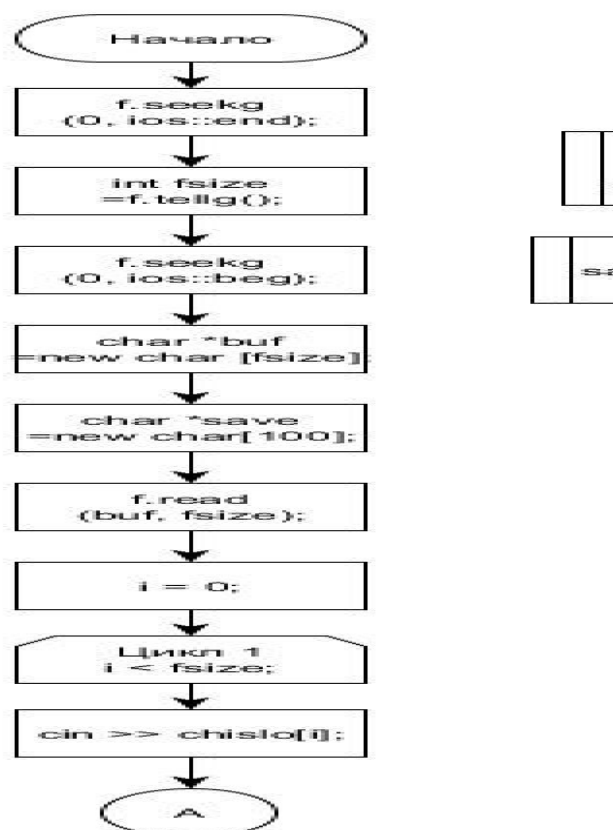 Начало
f.seekg
(0, ios::end);
int fsize
=f.tellg();
f.seekg
(0, ios::beg);
char *buf
=new char [fsize];
char *save
=new char[100];
f.read
(buf, fsize);
i = 0;
Цикл 1
i < fsize;
cin >> chislo[i];
А